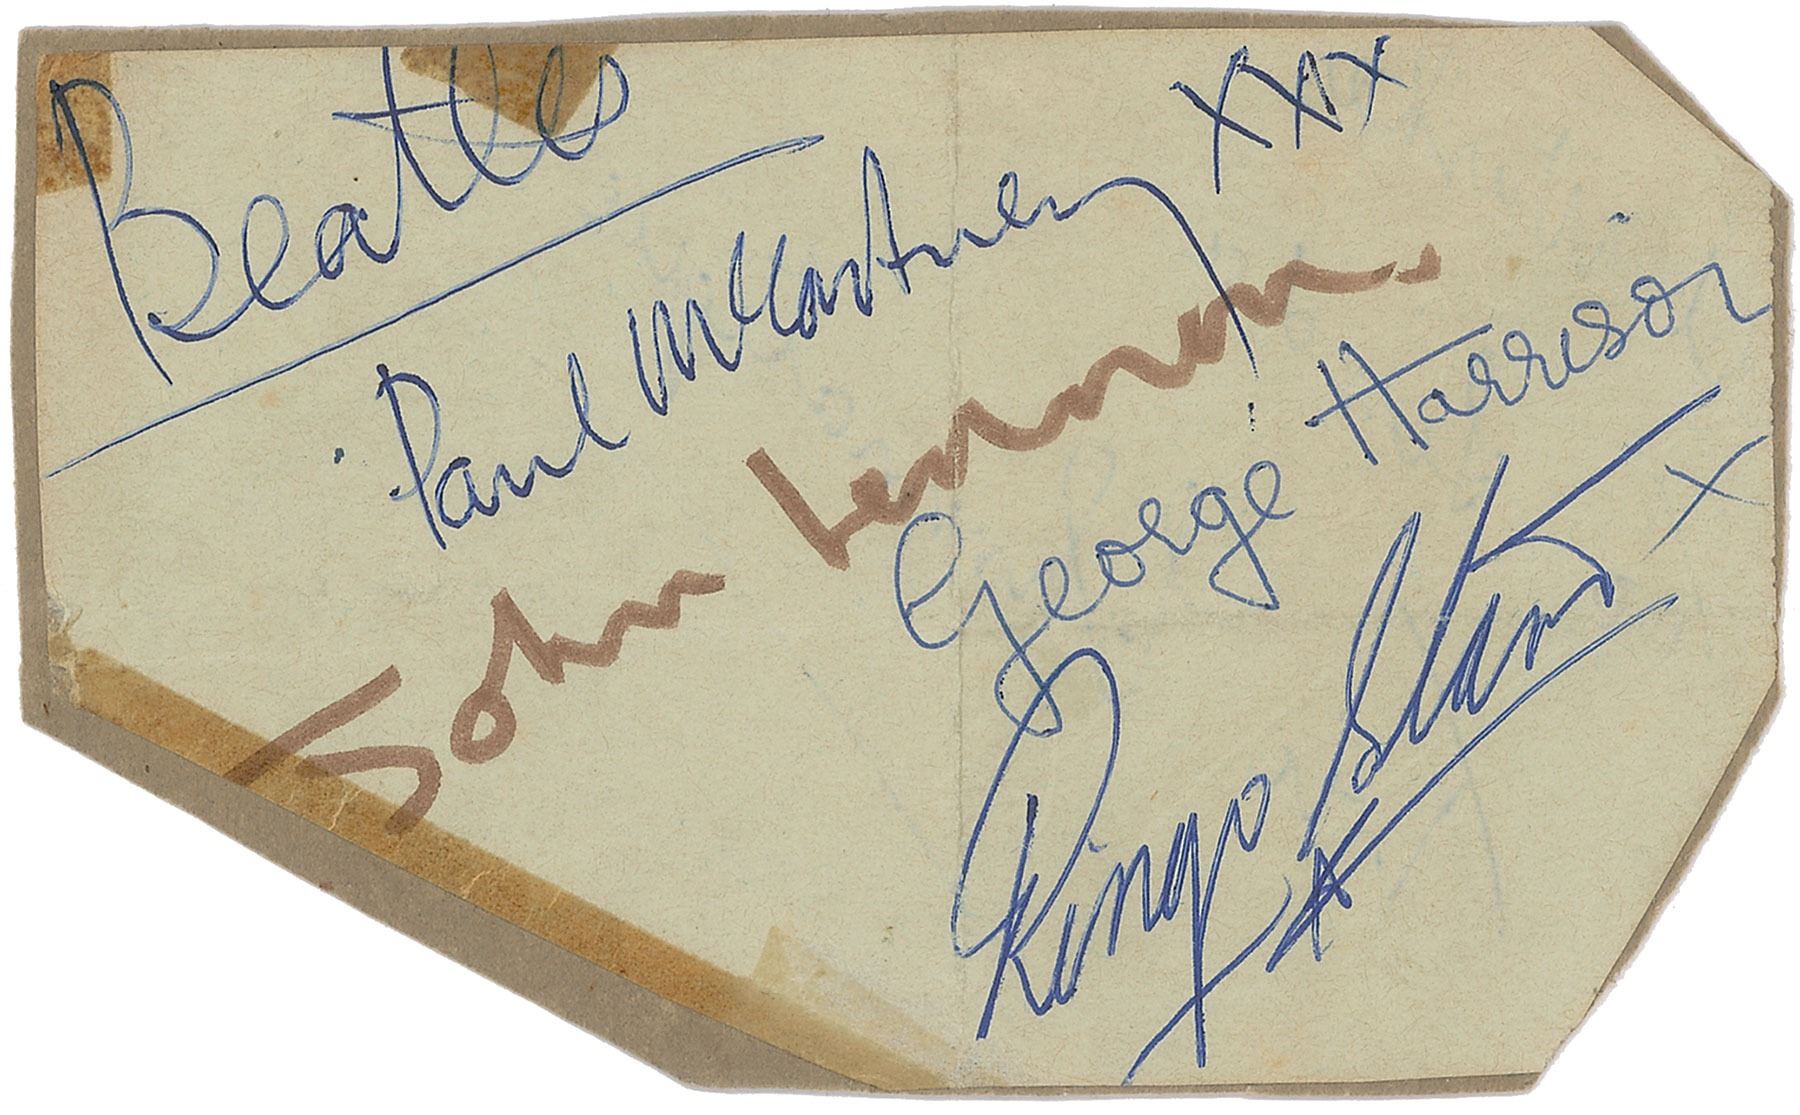 Beatles
Paul McCartney XXX
John Lennon.
George Harrison
Ringo Starr X